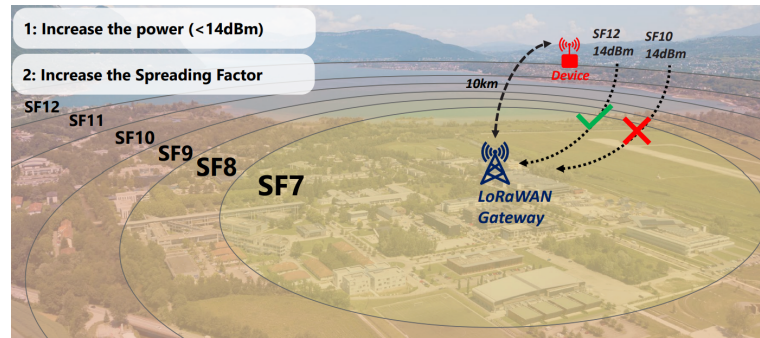 1: Increase the power (<14dBm)
2: Increase the Spreading Factor
SF12
14dBm
SF10
14dBm
Device
10km
SF12
SF11
SF10
SF9
SF8
SF7
LoRaWAN
Gateway